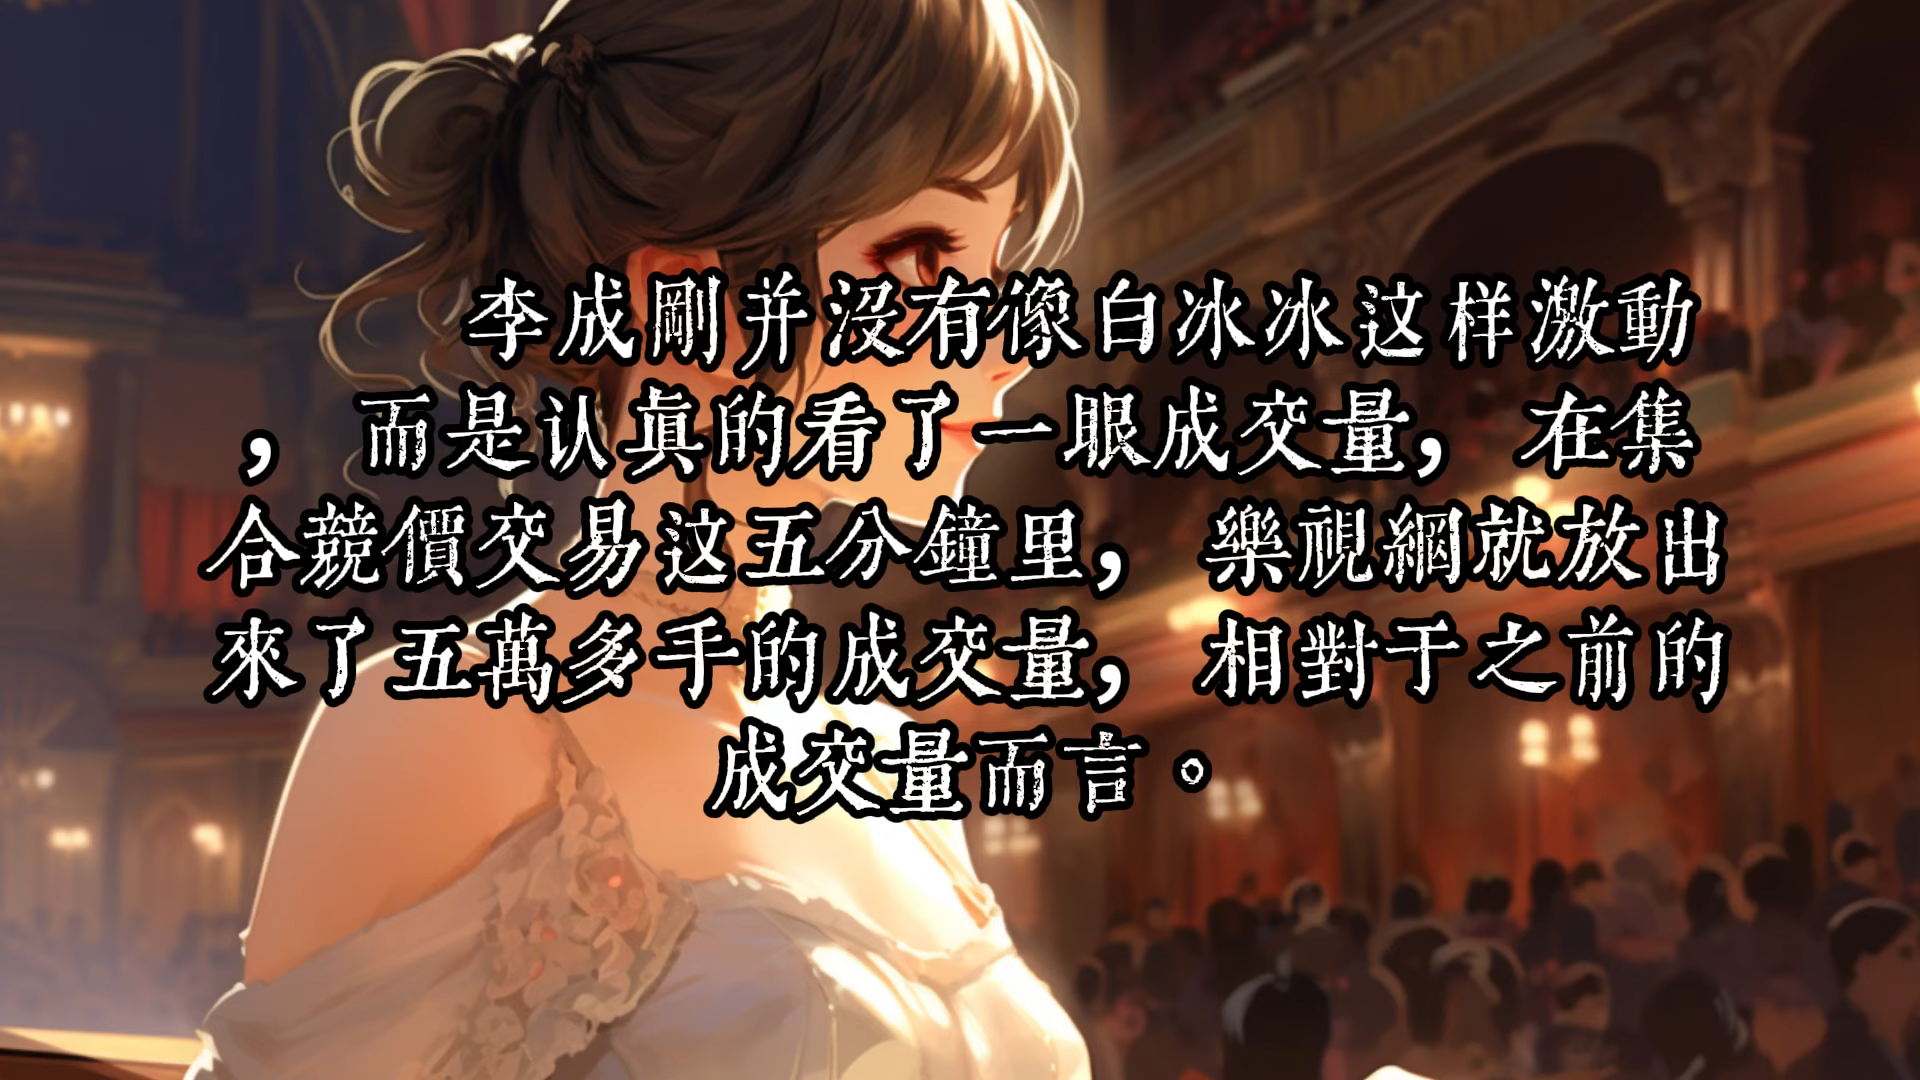 李成剛并沒有像白冰冰这样激動
，而是认真的看了一眼成交量，在集
合競價交易这五分鐘里，樂視網就放出
來了五萬多手的成交量，相對于之前的
成交量而言。